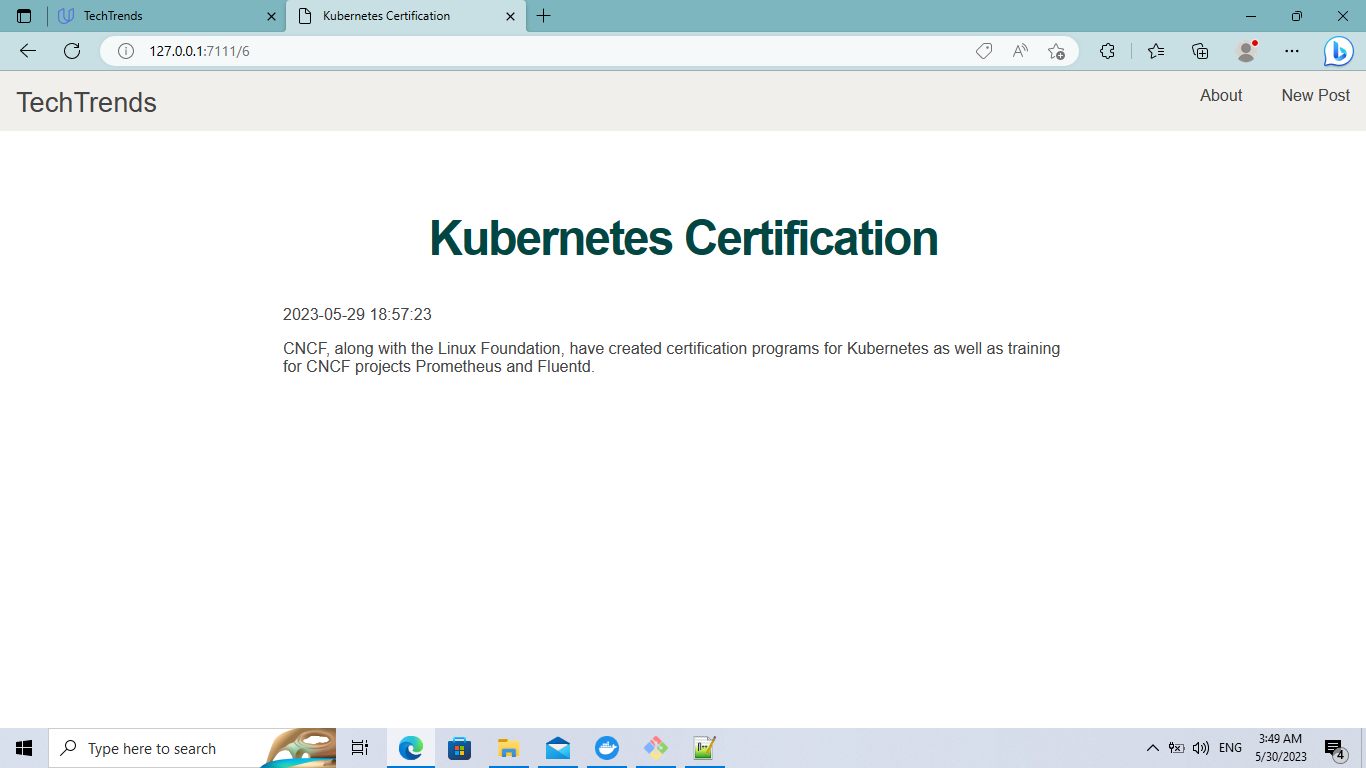 TechTrends
Kubernetes Certification
127.0.0.1:7111/6
TechTrends
About
New Post
Kubernetes Certification
2023-05-29 18:57:23
CNCF, along with the Linux Foundation, have created certification programs for Kubernetes as well as training
for CNCF projects Prometheus and Fluentd.
Type here to search
ENG
3:49 AM
5/30/2023
4